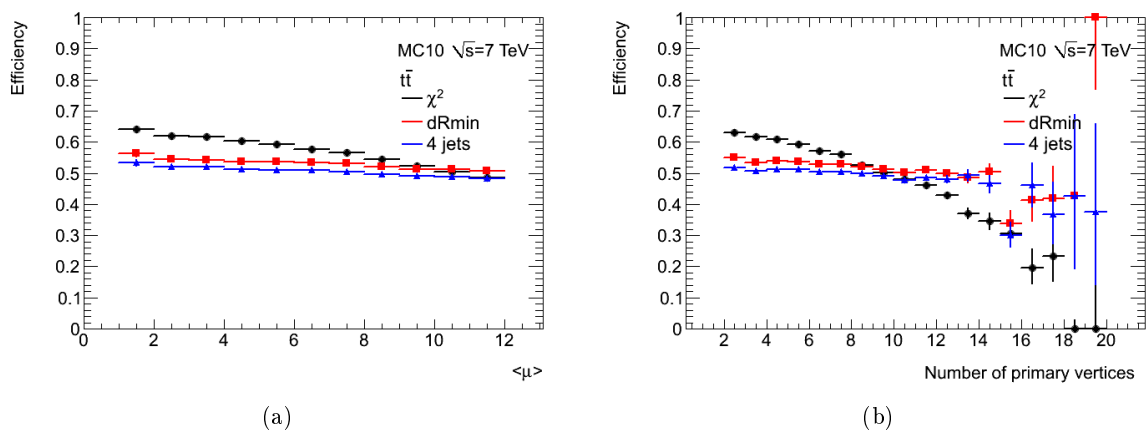 Efficiency
1
0.9
0.8
0.7
0.6
0.5
0.4
0.3
0.2
0.1
0
0 2 4 6 8 10 12
<μ>
MC10 √s=7 TeV
tt̄
χ²
dRmin
4 jets
(a)
Efficiency
1
0.9
0.8
0.7
0.6
0.5
0.4
0.3
0.2
0.1
0
2 4 6 8 10 12 14 16 18 20
Number of primary vertices
MC10 √s=7 TeV
tt̄
χ²
dRmin
4 jets
(b)